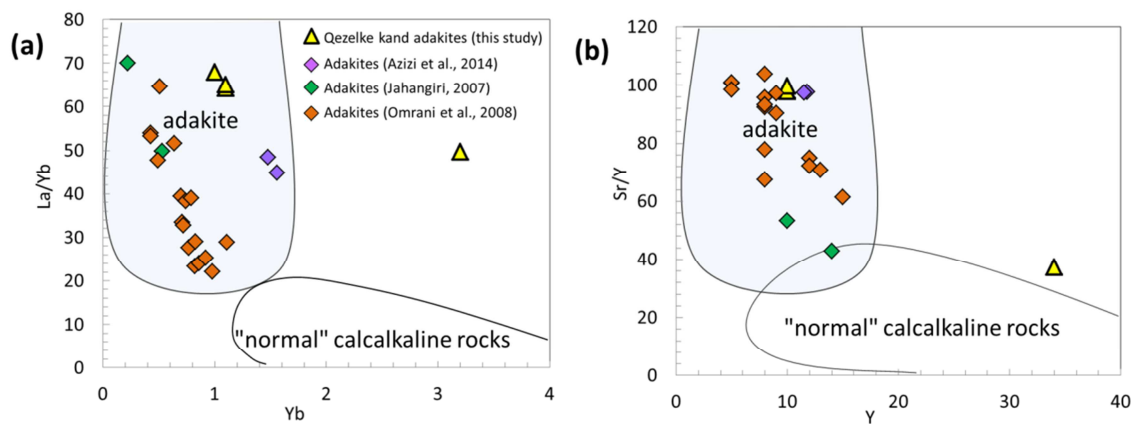 (a)
80
70
60
50
40
30
20
10
0
La/Yb
0
1
2
3
4
Yb
Qezelke kand adakites (this study)
Adakites (Azizi et al., 2014)
Adakites (Jahangiri, 2007)
Adakites (Omrani et al., 2008)
adakite
"normal" calcalkaline rocks
(b)
120
100
80
60
40
20
0
Sr/Y
0
10
20
30
40
Y
adakite
"normal" calcalkaline rocks